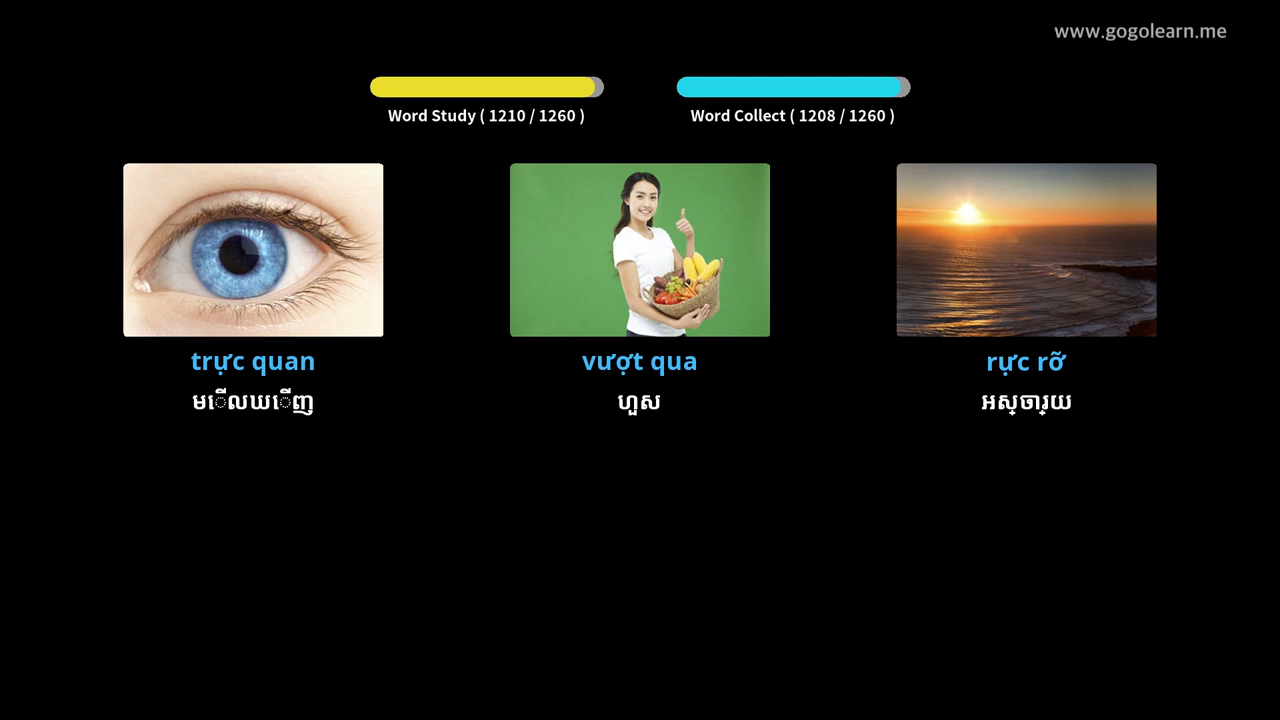 www.gogolearn.me
Word Study ( 1210 / 1260 )
Word Collect ( 1208 / 1260 )
trực quan
vượt qua
rực rỡ
មើលឃើញ
ហួស
អស្ចារ្យ